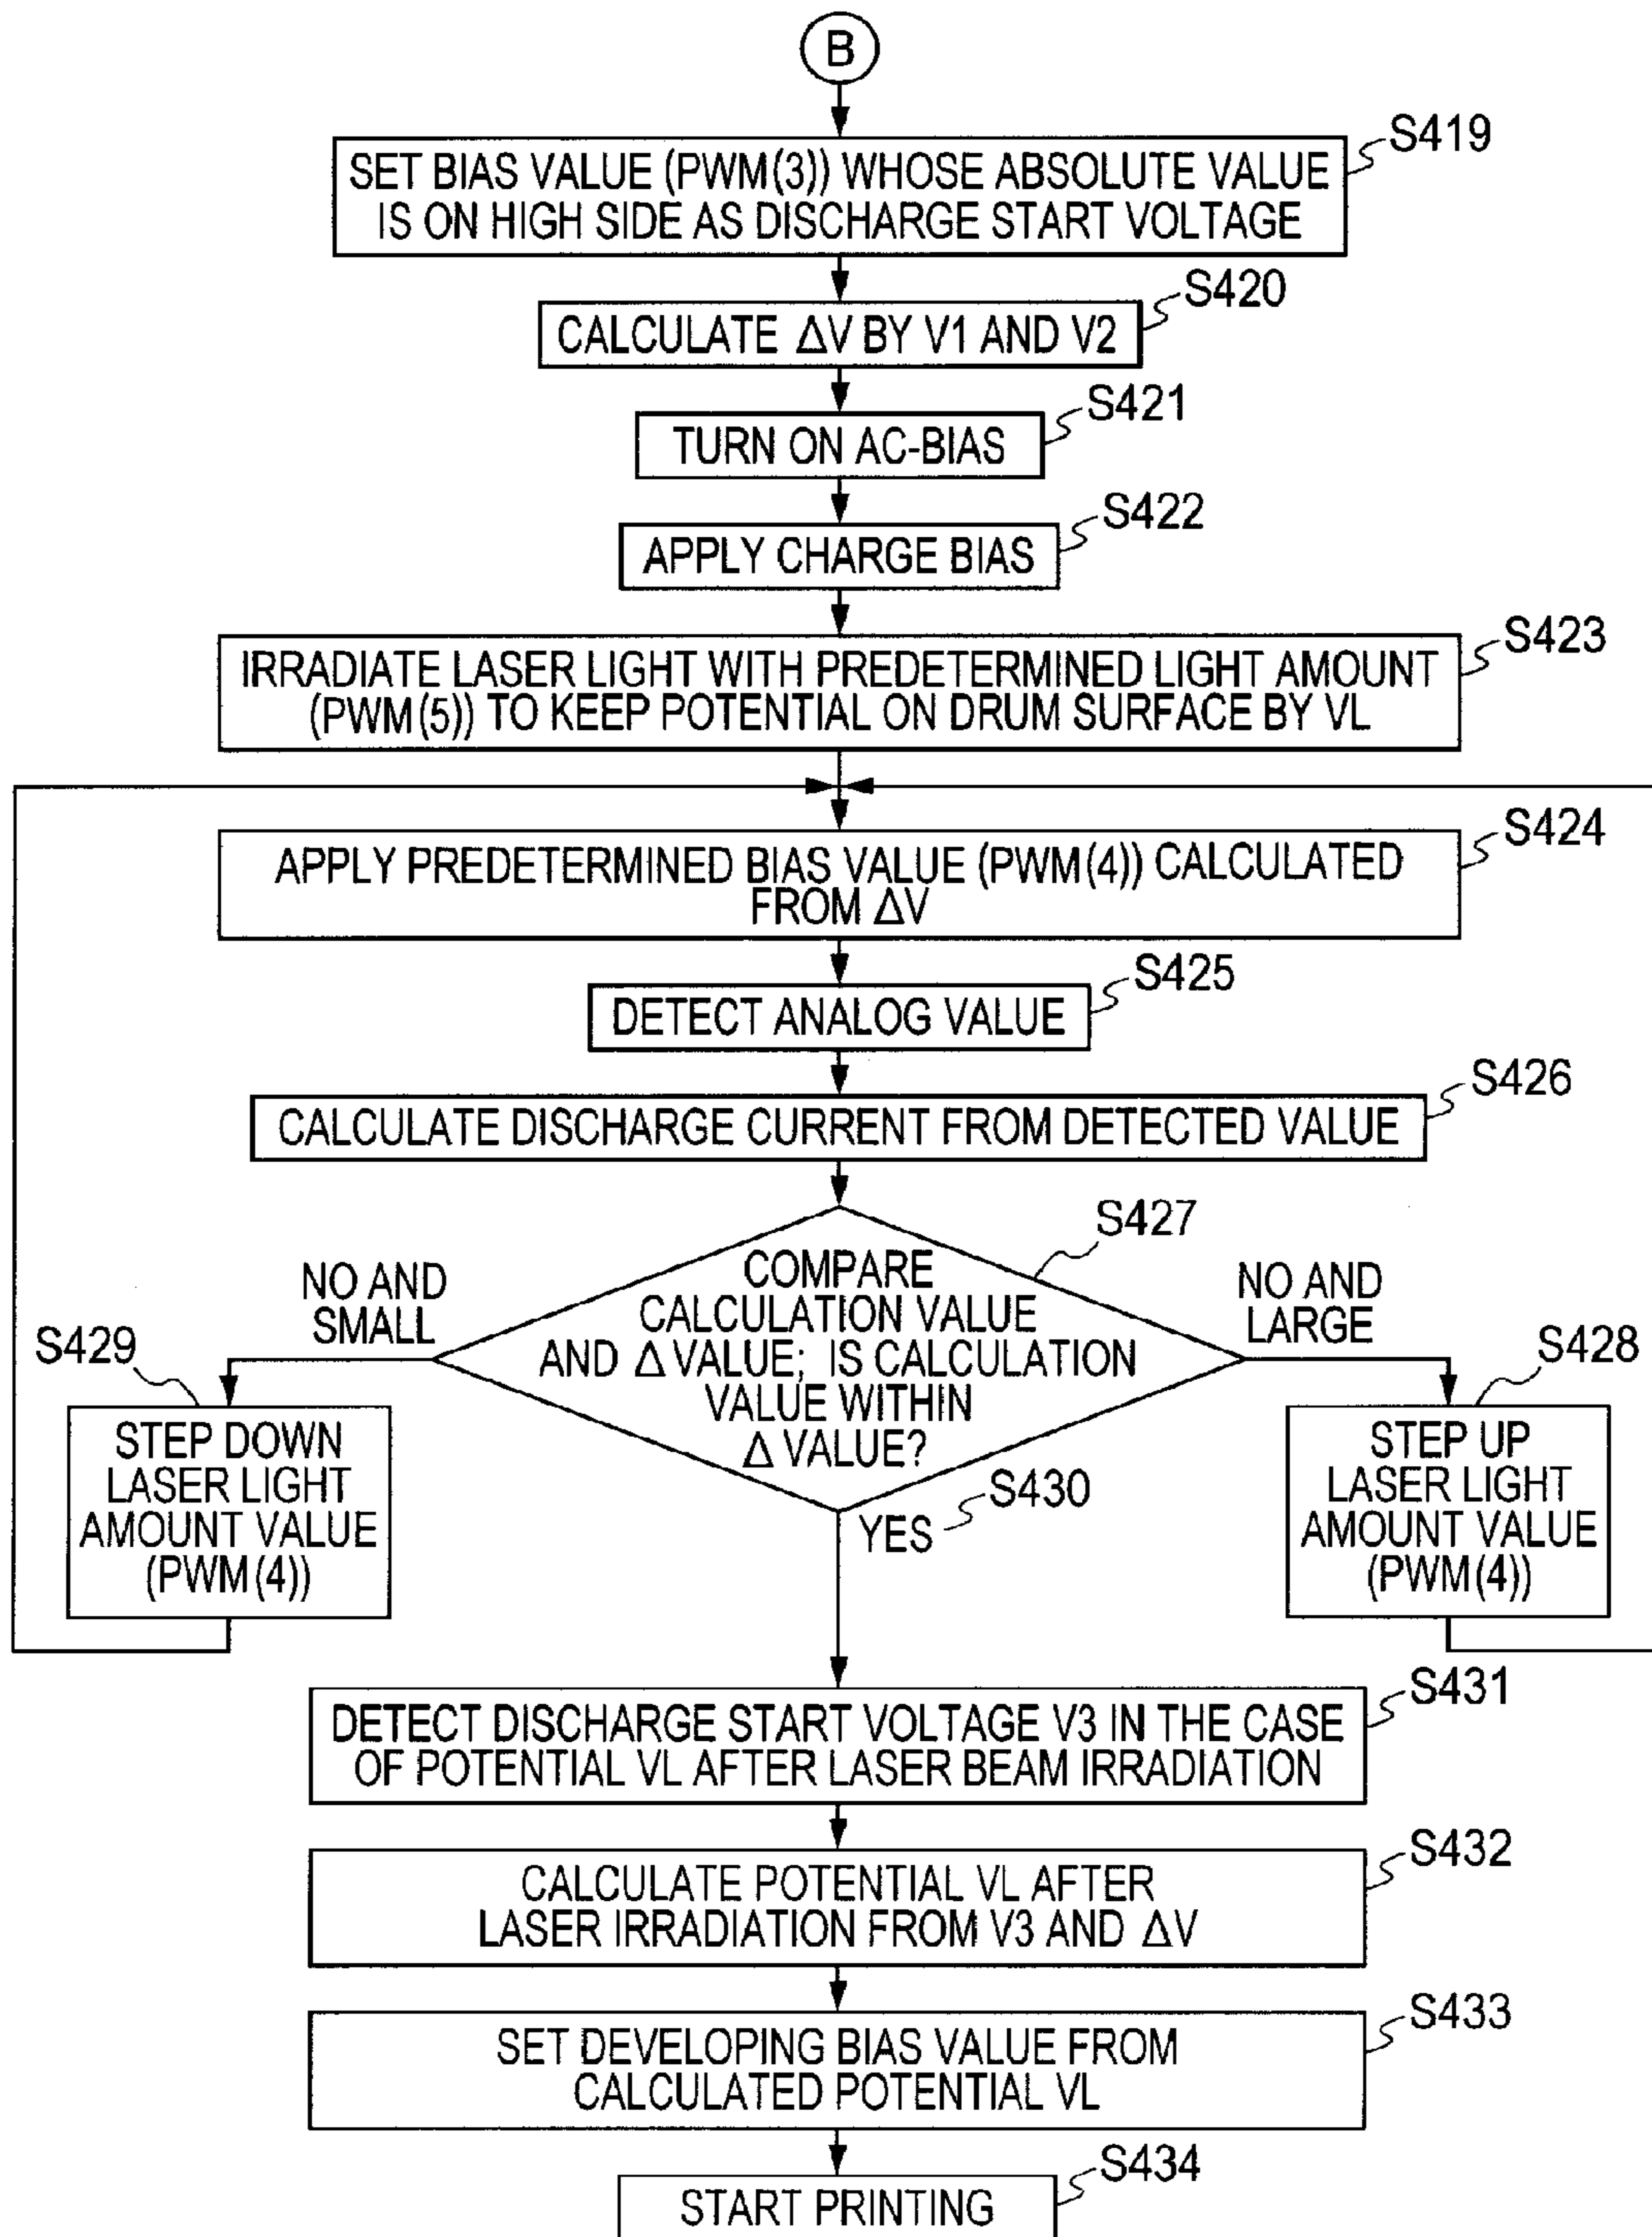 B
S419
SET BIAS VALUE (PWM(3)) WHOSE ABSOLUTE VALUE
IS ON HIGH SIDE AS DISCHARGE START VOLTAGE
S420
CALCULATE ΔV BY V1 AND V2
S421
TURN ON AC-BIAS
S422
APPLY CHARGE BIAS
S423
IRRADIATE LASER LIGHT WITH PREDETERMINED LIGHT AMOUNT
(PWM(5)) TO KEEP POTENTIAL ON DRUM SURFACE BY VL
S424
APPLY PREDETERMINED BIAS VALUE (PWM(4)) CALCULATED
FROM ΔV
S425
DETECT ANALOG VALUE
S426
CALCULATE DISCHARGE CURRENT FROM DETECTED VALUE
S427
COMPARE
CALCULATION VALUE
AND Δ VALUE; IS CALCULATION
VALUE WITHIN
Δ VALUE?
NO AND
SMALL
NO AND
LARGE
S429
STEP DOWN
LASER LIGHT
AMOUNT VALUE
(PWM(4))
S428
STEP UP
LASER LIGHT
AMOUNT VALUE
(PWM(4))
YES
S430
S431
DETECT DISCHARGE START VOLTAGE V3 IN THE CASE
OF POTENTIAL VL AFTER LASER BEAM IRRADIATION
S432
CALCULATE POTENTIAL VL AFTER
LASER IRRADIATION FROM V3 AND ΔV
S433
SET DEVELOPING BIAS VALUE FROM
CALCULATED POTENTIAL VL
S434
START PRINTING